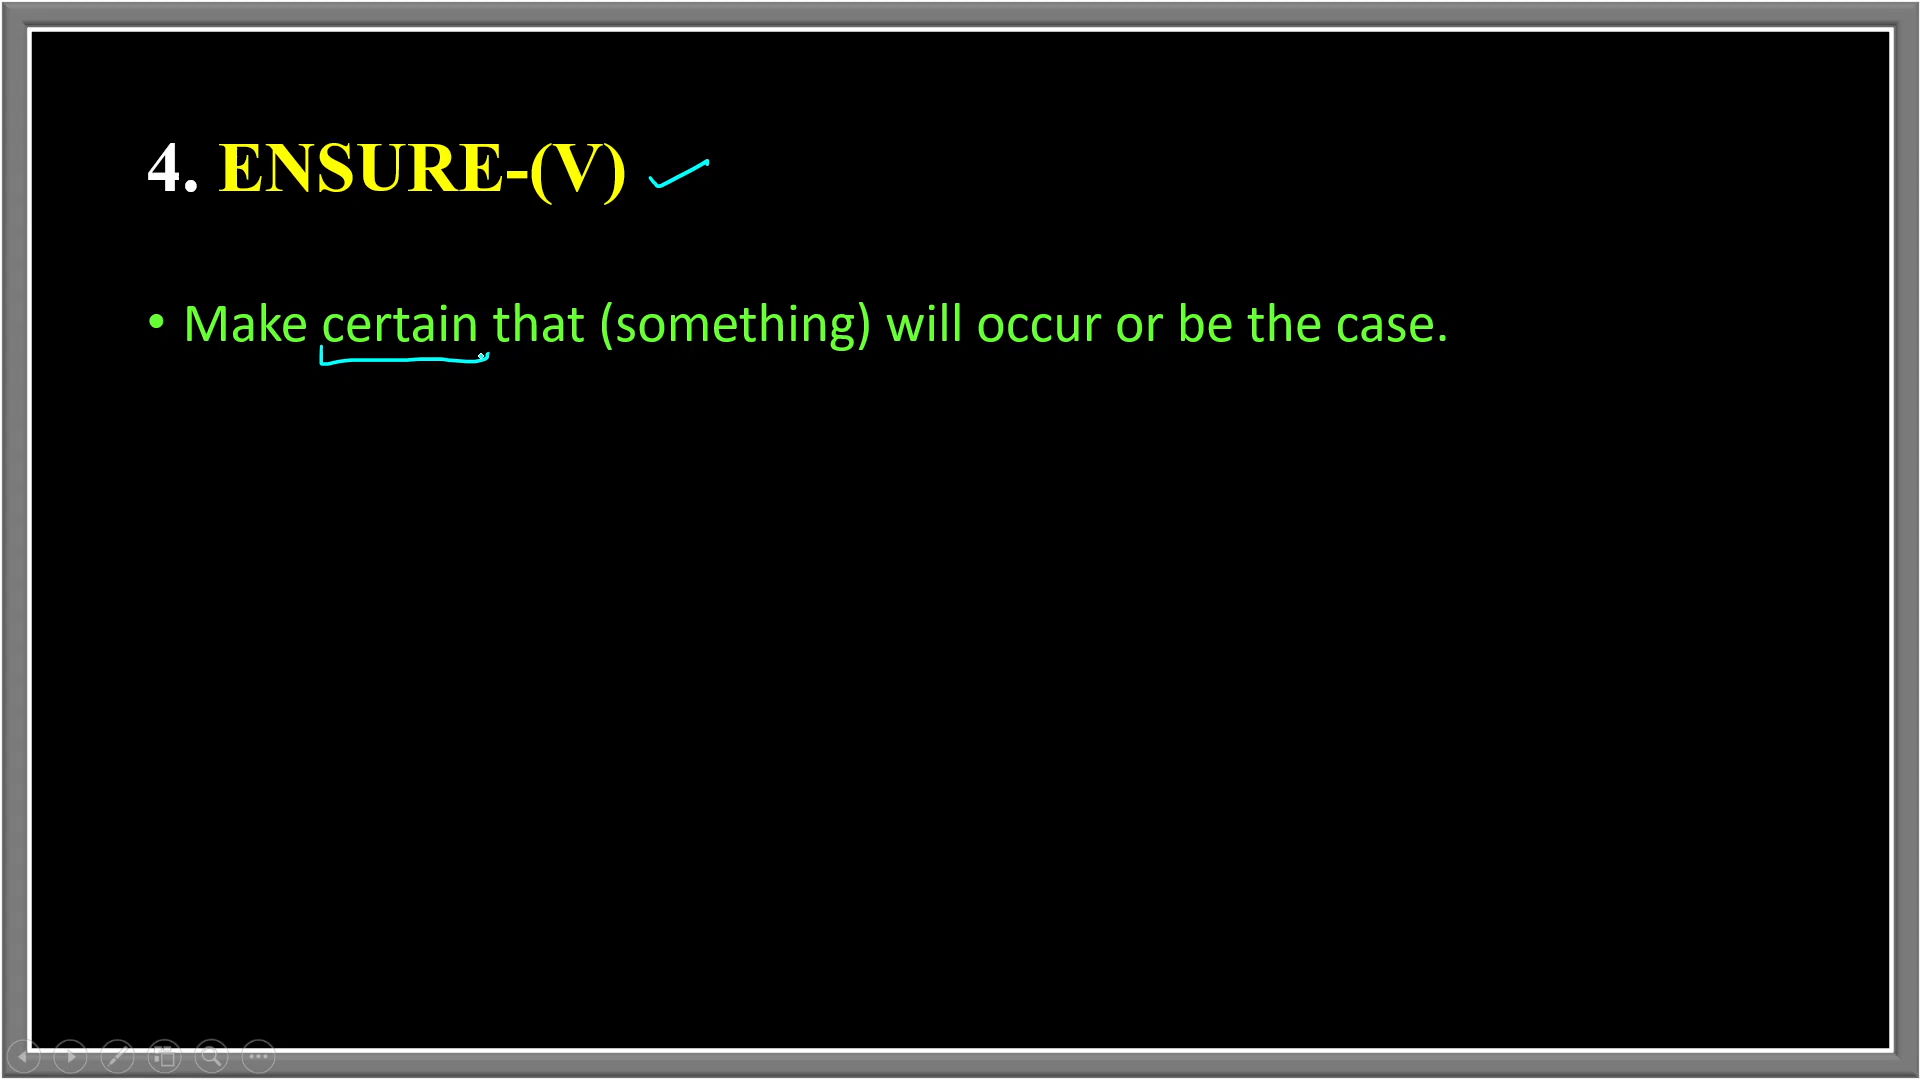 4. ENSURE-(V)
• Make certain that (something) will occur or be the case.